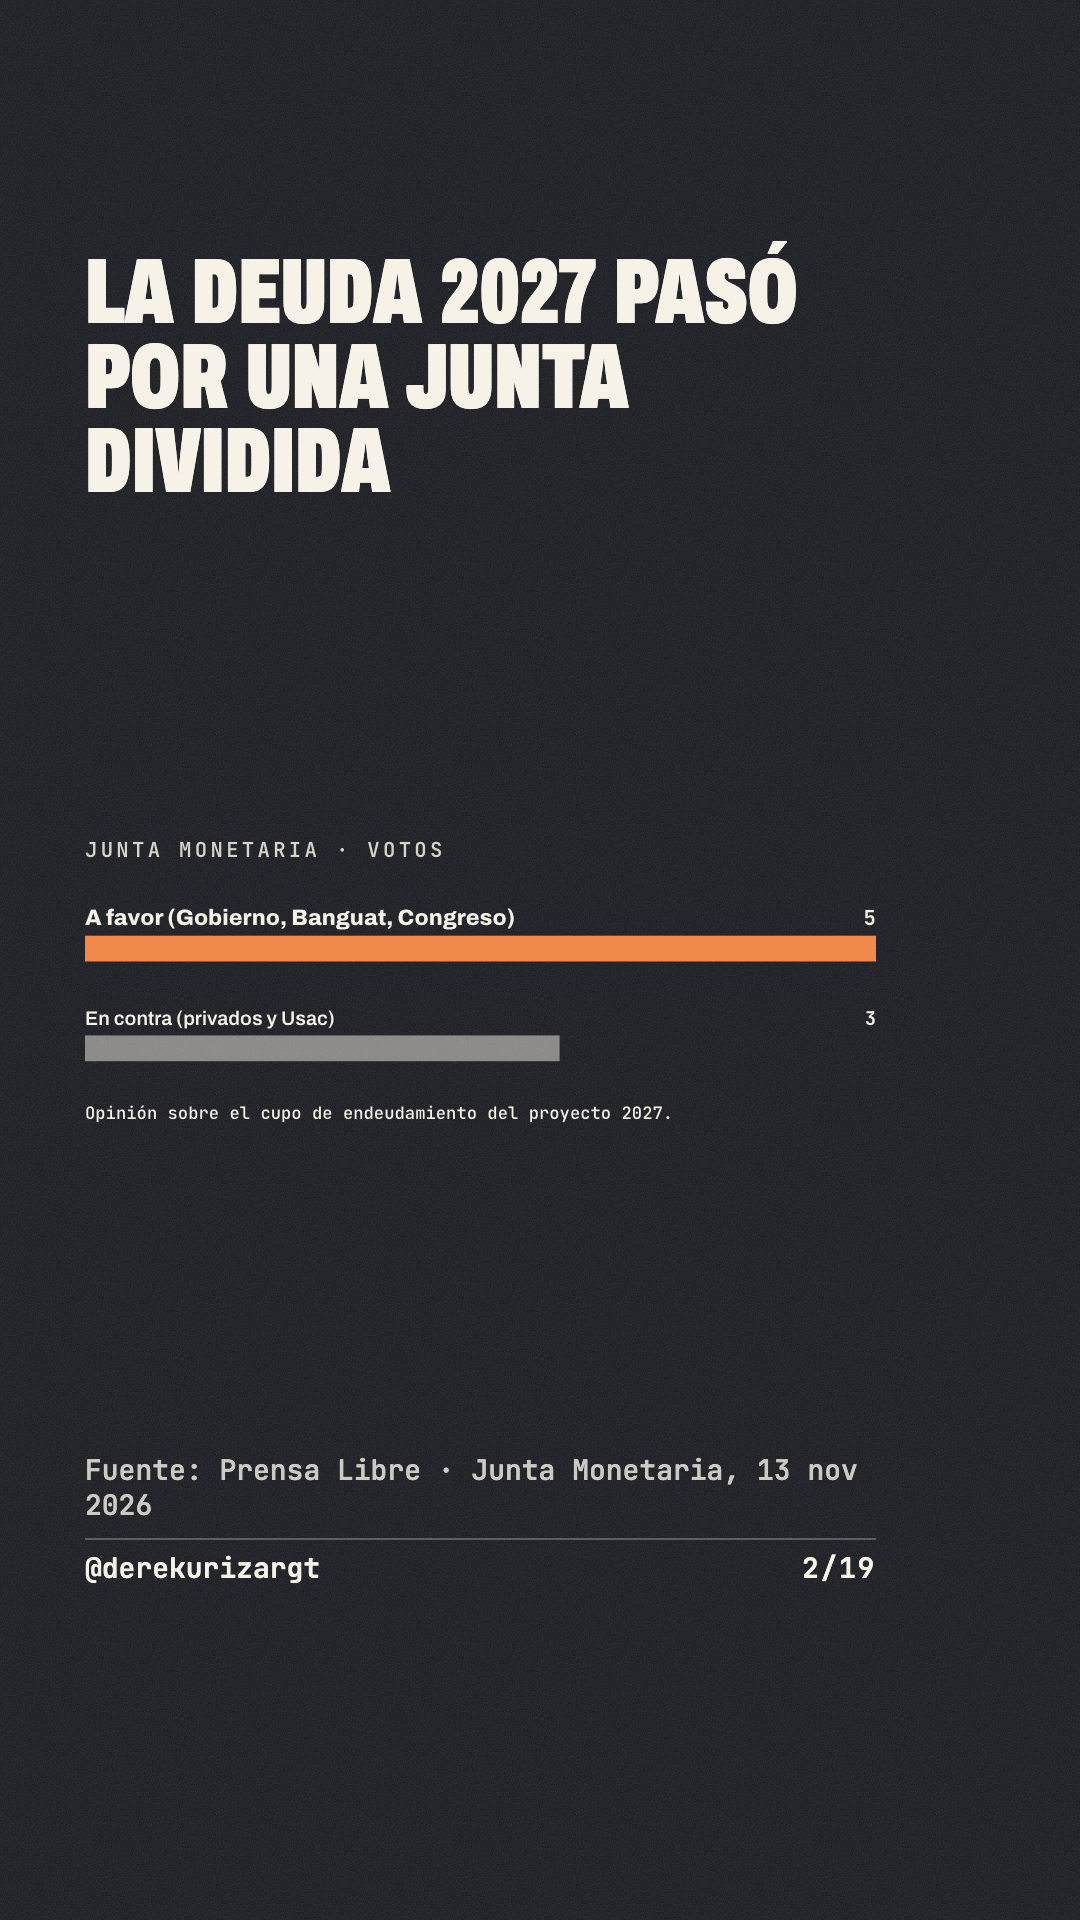 LA DEUDA 2027 PASÓ
POR UNA JUNTA
DIVIDIDA
JUNTA MONETARIA · VOTOS
A favor (Gobierno, Banguat, Congreso) 5
En contra (privados y Usac) 3
Opinión sobre el cupo de endeudamiento del proyecto 2027.
Fuente: Prensa Libre · Junta Monetaria, 13 nov
2026
@derekurizargt 2/19